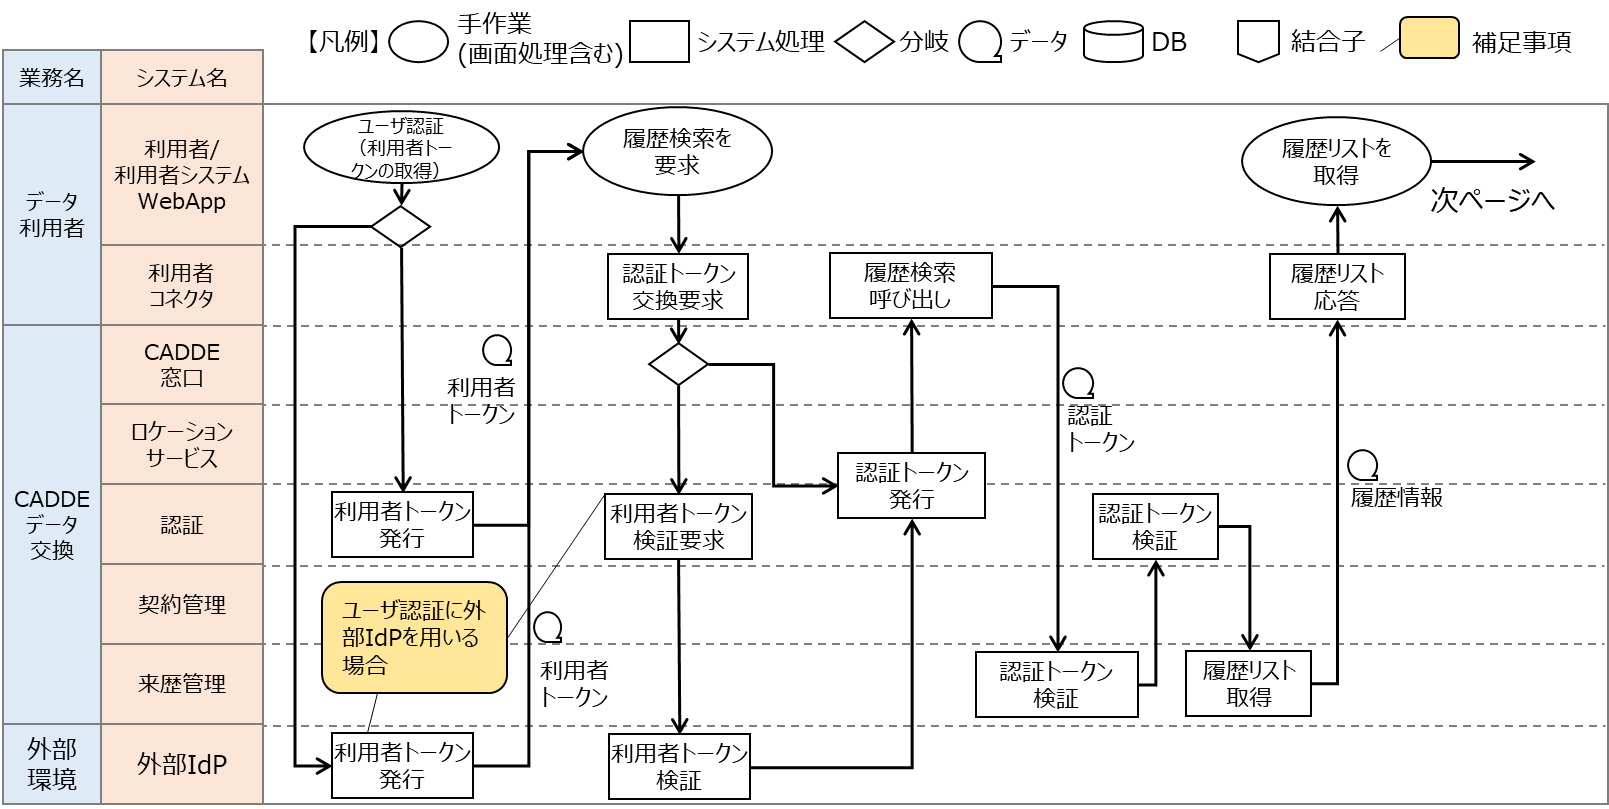 【凡例】
手作業
(画面処理含む)
システム処理
分岐
データ
DB
結合子
補足事項
業務名
システム名
データ
利用者
利用者/
利用者システム
WebApp
利用者
コネクタ
CADDE
データ
交換
CADDE
窓口
ロケーション
サービス
認証
契約管理
来歴管理
外部
環境
外部IdP
ユーザ認証
（利用者トー
クンの取得）
履歴検索を
要求
履歴リストを
取得
次ページへ
認証トークン
交換要求
履歴検索
呼び出し
履歴リスト
応答
利用者
トークン
認証
トークン
認証トークン
発行
履歴情報
利用者トークン
発行
利用者トークン
検証要求
認証トークン
検証
ユーザ認証に外
部IdPを用いる
場合
利用者
トークン
認証トークン
検証
履歴リスト
取得
利用者トークン
発行
利用者トークン
検証